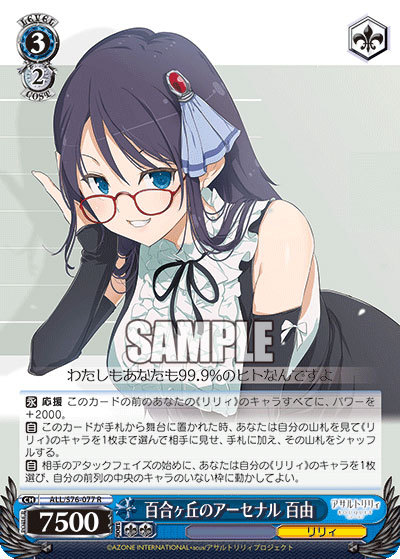 LEVEL
3
2
COST
SAMPLE
わたしもあなたも99.9%のヒトなんですよ
永 応援 このカードの前のあなたの《リリィ》のキャラすべてに、パワーを
+2000。
自 このカードが手札から舞台に置かれた時、あなたは自分の山札を見て《リ
リィ》のキャラを1枚まで選んで相手に見せ、手札に加え、その山札をシャッフ
ルする。
自 相手のアタックフェイズの始めに、あなたは自分の《リリィ》のキャラを1枚
選び、自分の前列の中央のキャラのいない枠に動かしてよい。
CH ALL/S76-077 R
7500
百合ヶ丘のアーセナル 百由
アサルトリリィ
リリィ
©AZONE INTERNATIONAL・acus/アサルトリリィプロジェクト